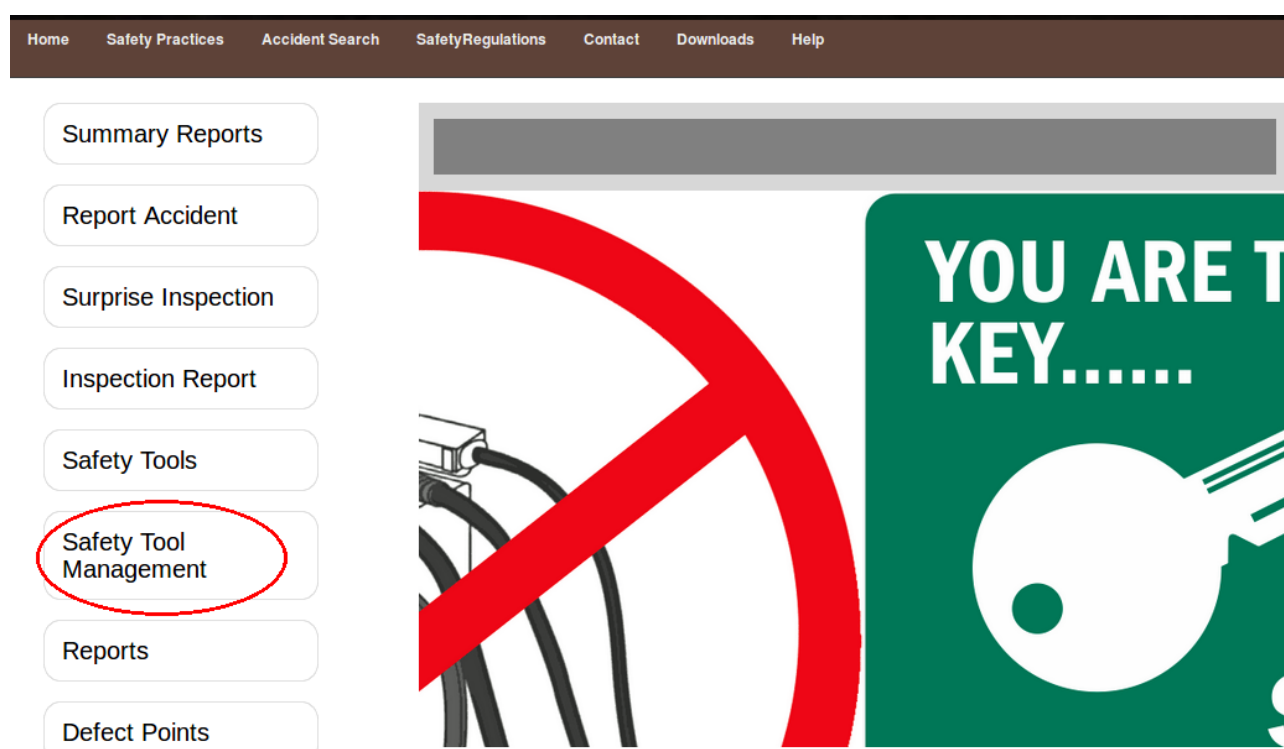 Home Safety Practices Accident Search SafetyRegulations Contact Downloads Help
Summary Reports
Report Accident
Surprise Inspection
Inspection Report
Safety Tools
Safety Tool
Management
Reports
Defect Points
YOU ARE T
KEY......
S